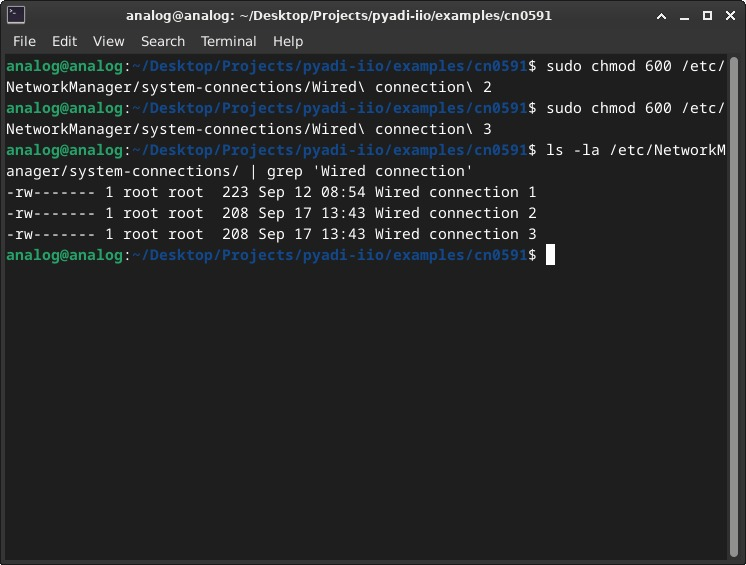 analog@analog: ~/Desktop/Projects/pyadi-iio/examples/cn0591
File Edit View Search Terminal Help
analog@analog:~/Desktop/Projects/pyadi-iio/examples/cn0591$ sudo chmod 600 /etc/
NetworkManager/system-connections/Wired\ connection\ 2
analog@analog:~/Desktop/Projects/pyadi-iio/examples/cn0591$ sudo chmod 600 /etc/
NetworkManager/system-connections/Wired\ connection\ 3
analog@analog:~/Desktop/Projects/pyadi-iio/examples/cn0591$ ls -la /etc/NetworkM
anager/system-connections/ | grep 'Wired connection'
-rw------- 1 root root  223 Sep 12 08:54 Wired connection 1
-rw------- 1 root root  208 Sep 17 13:43 Wired connection 2
-rw------- 1 root root  208 Sep 17 13:43 Wired connection 3
analog@analog:~/Desktop/Projects/pyadi-iio/examples/cn0591$